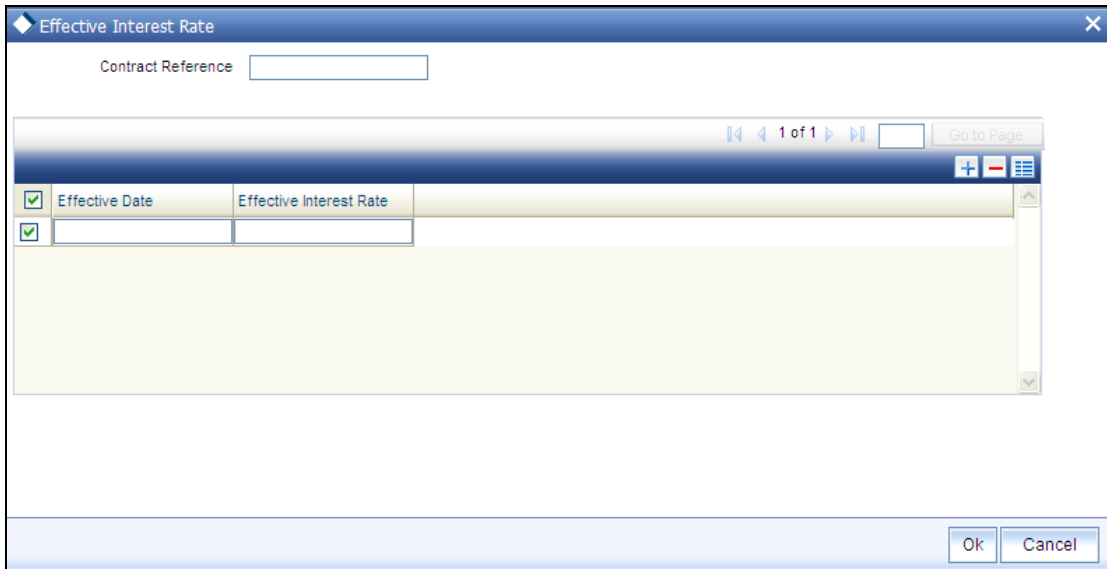 Effective Interest Rate
Contract Reference
1 of 1 Go to Page
Effective Date Effective Interest Rate
Ok Cancel